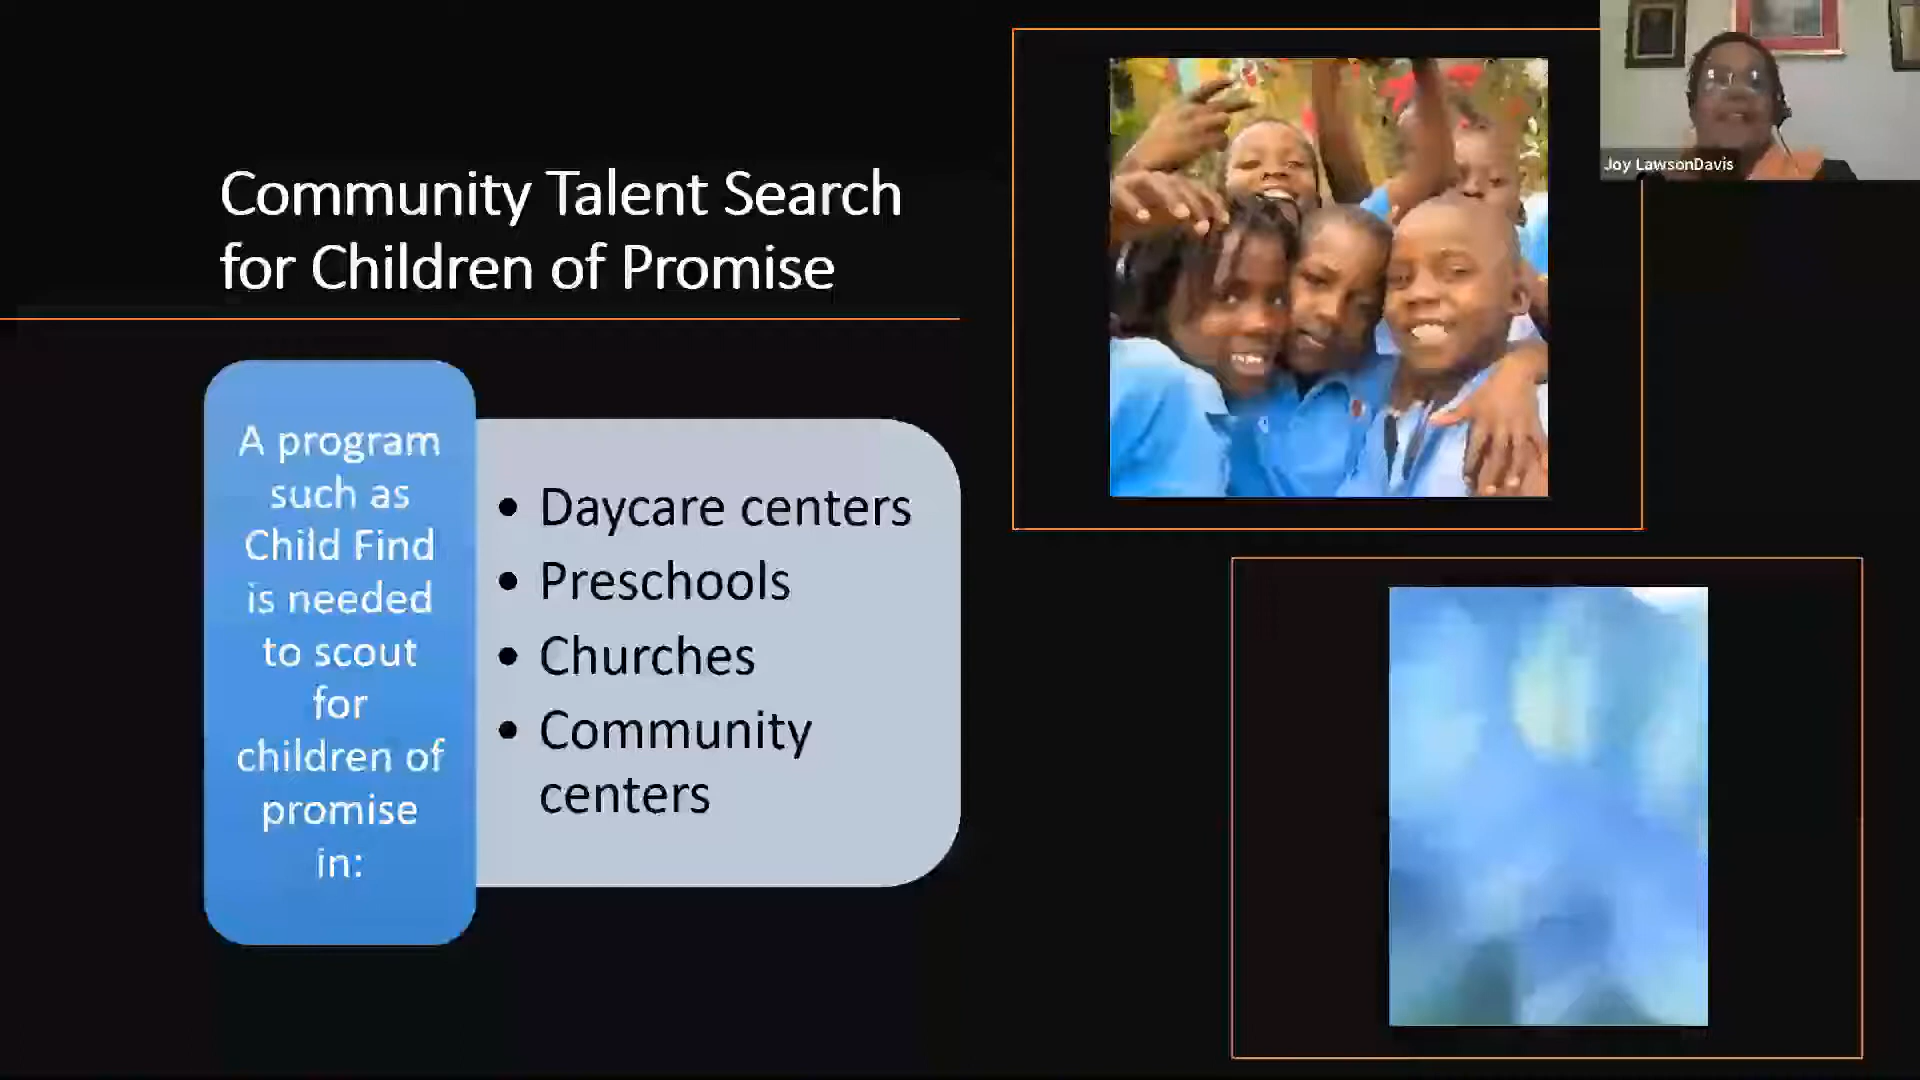 Community Talent Search
for Children of Promise
A program
such as
Child Find
is needed
to scout
for
children of
promise
in:
• Daycare centers
• Preschools
• Churches
• Community
centers
Joy LawsonDavis